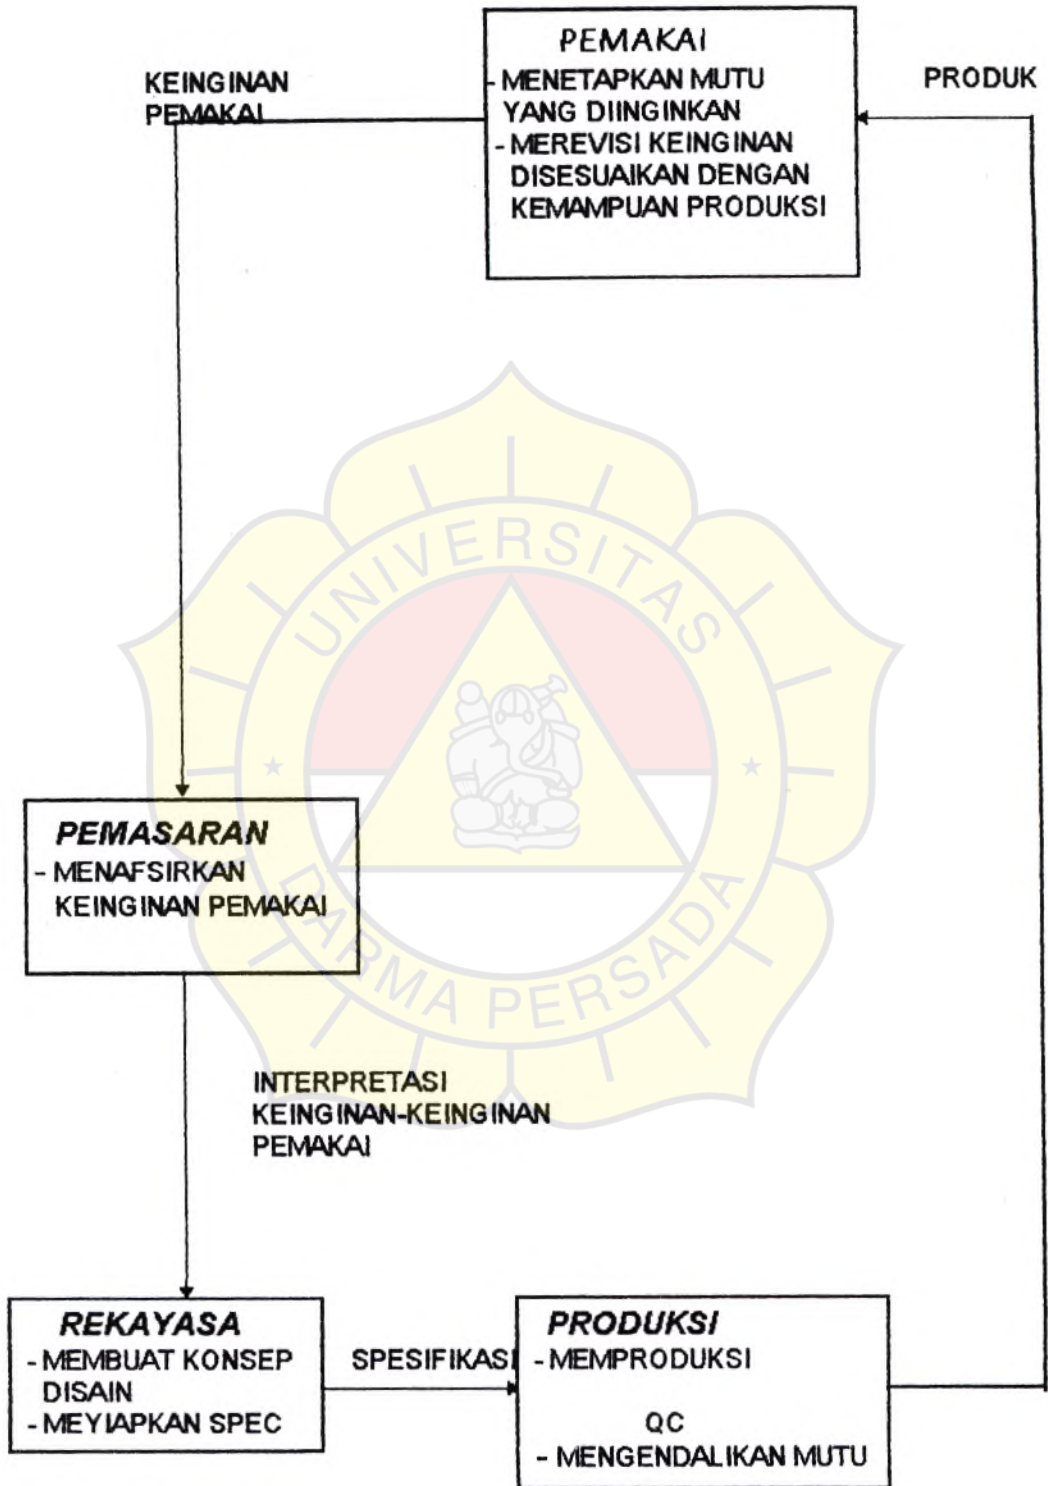 PEMAKAI
- MENETAPKAN MUTU
YANG DIINGINKAN
- MEREVISI KEINGINAN
DISESUAIKAN DENGAN
KEMAMPUAN PRODUKSI
KEINGINAN
PEMAKAI
PRODUK
UNIVERSITAS
DARMA PERSADA
PEMASARAN
- MENAFSIRKAN
KEINGINAN PEMAKAI
INTERPRETASI
KEINGINAN-KEINGINAN
PEMAKAI
REKAYASA
- MEMBUAT KONSEP
DISAIN
- MEYIAPKAN SPEC
SPESIFIKASI
PRODUKSI
- MEMPRODUKSI
QC
- MENGENDALIKAN MUTU